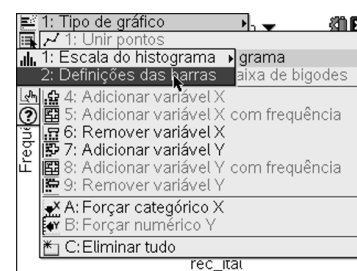 1: Tipo de gráfico
1: Unir pontos
1: Escala do histograma
grama
2: Definições das barras
aixa de bigodes
4: Adicionar variável X
5: Adicionar variável X com frequência
6: Remover variável X
7: Adicionar variável Y
8: Adicionar variável Y com frequência
9: Remover variável Y
A: Forçar categórico X
B: Forçar numérico Y
C: Eliminar tudo
Frequê